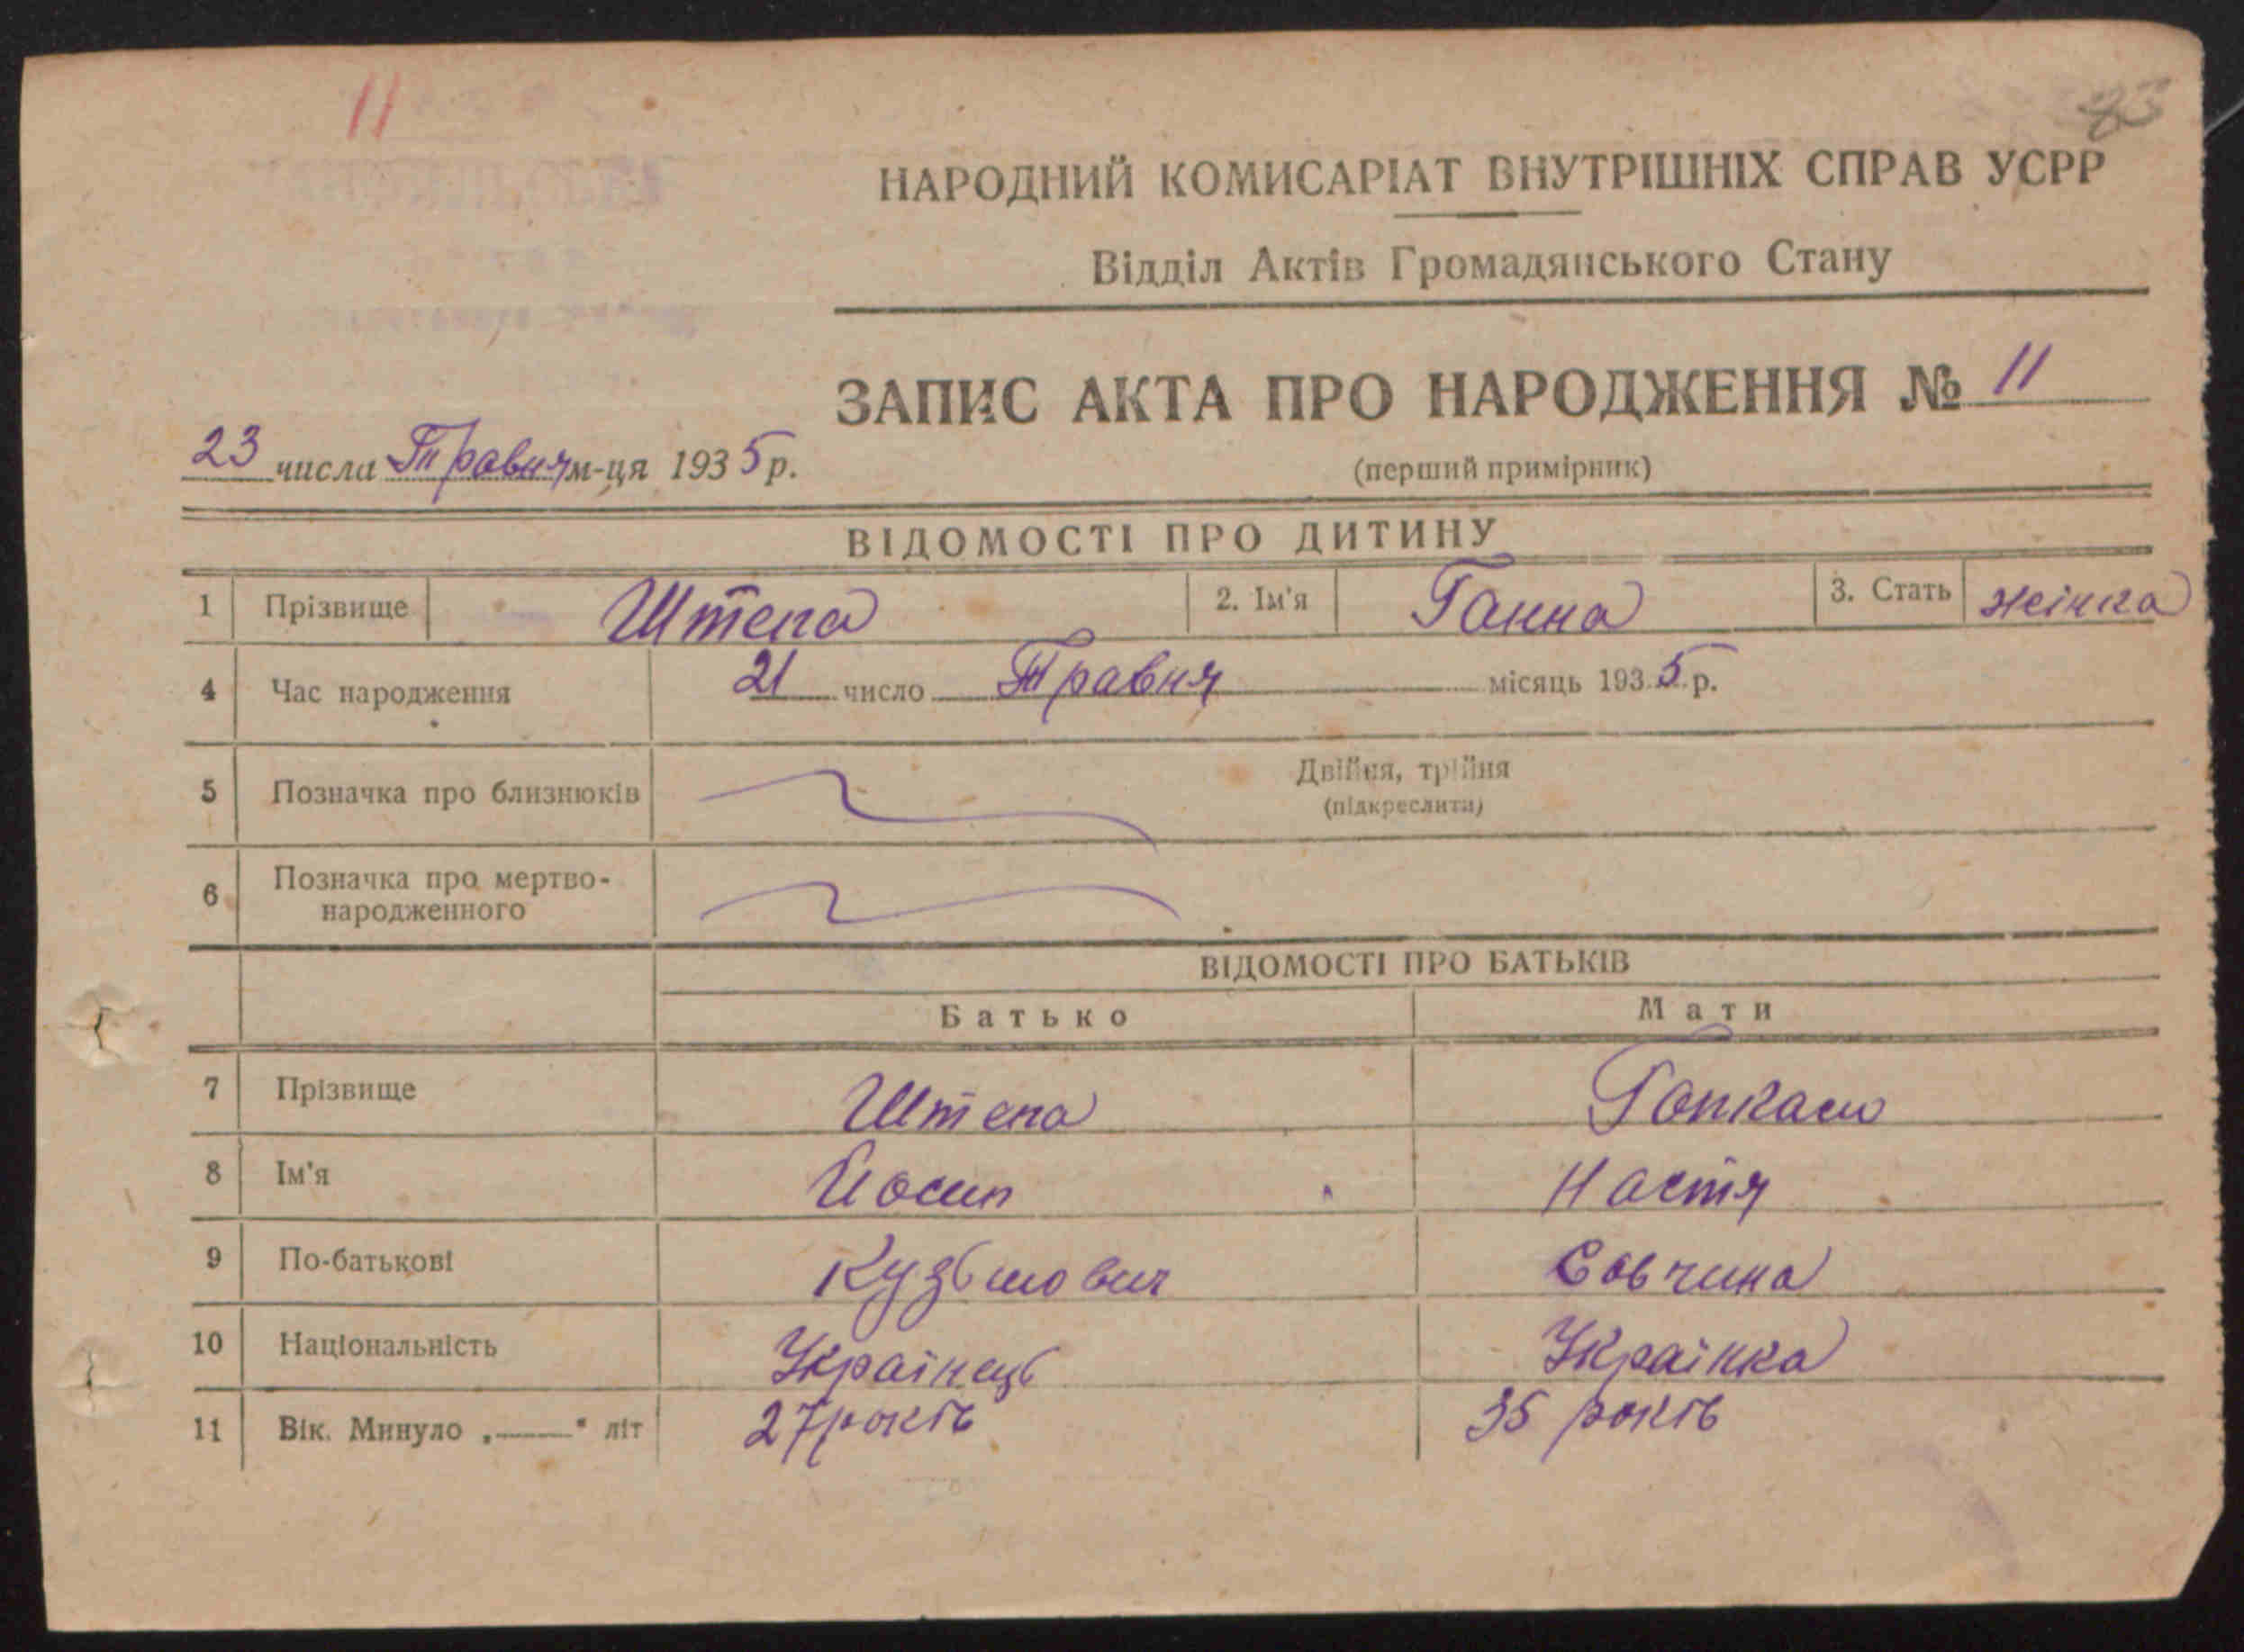 11
83
НАРОДНИЙ КОМИСАРІАТ ВНУТРІШНІХ СПРАВ УСРР
Відділ Актів Громадянського Стану
ЗАПИС АКТА ПРО НАРОДЖЕННЯ № 11
23 числа Травня м-ця 1935 р.
(перший примірник)
ВІДОМОСТІ ПРО ДИТИНУ
1 Прізвище Штепа 2. Ім'я Ганна 3. Стать жінка
4 Час народження 21 число Травня місяць 1935 р.
5 Позначка про близнюків Двійня, трійня
(підкреслити)
6 Позначка про мертво-
народженного
ВІДОМОСТІ ПРО БАТЬКІВ
Батько Мати
7 Прізвище Штепа
8 Ім'я Йосип Настя
9 По-батькові Кузьмович Совчина
10 Національність Українець Українка
11 Вік. Минуло „——" літ 27 років 35 років